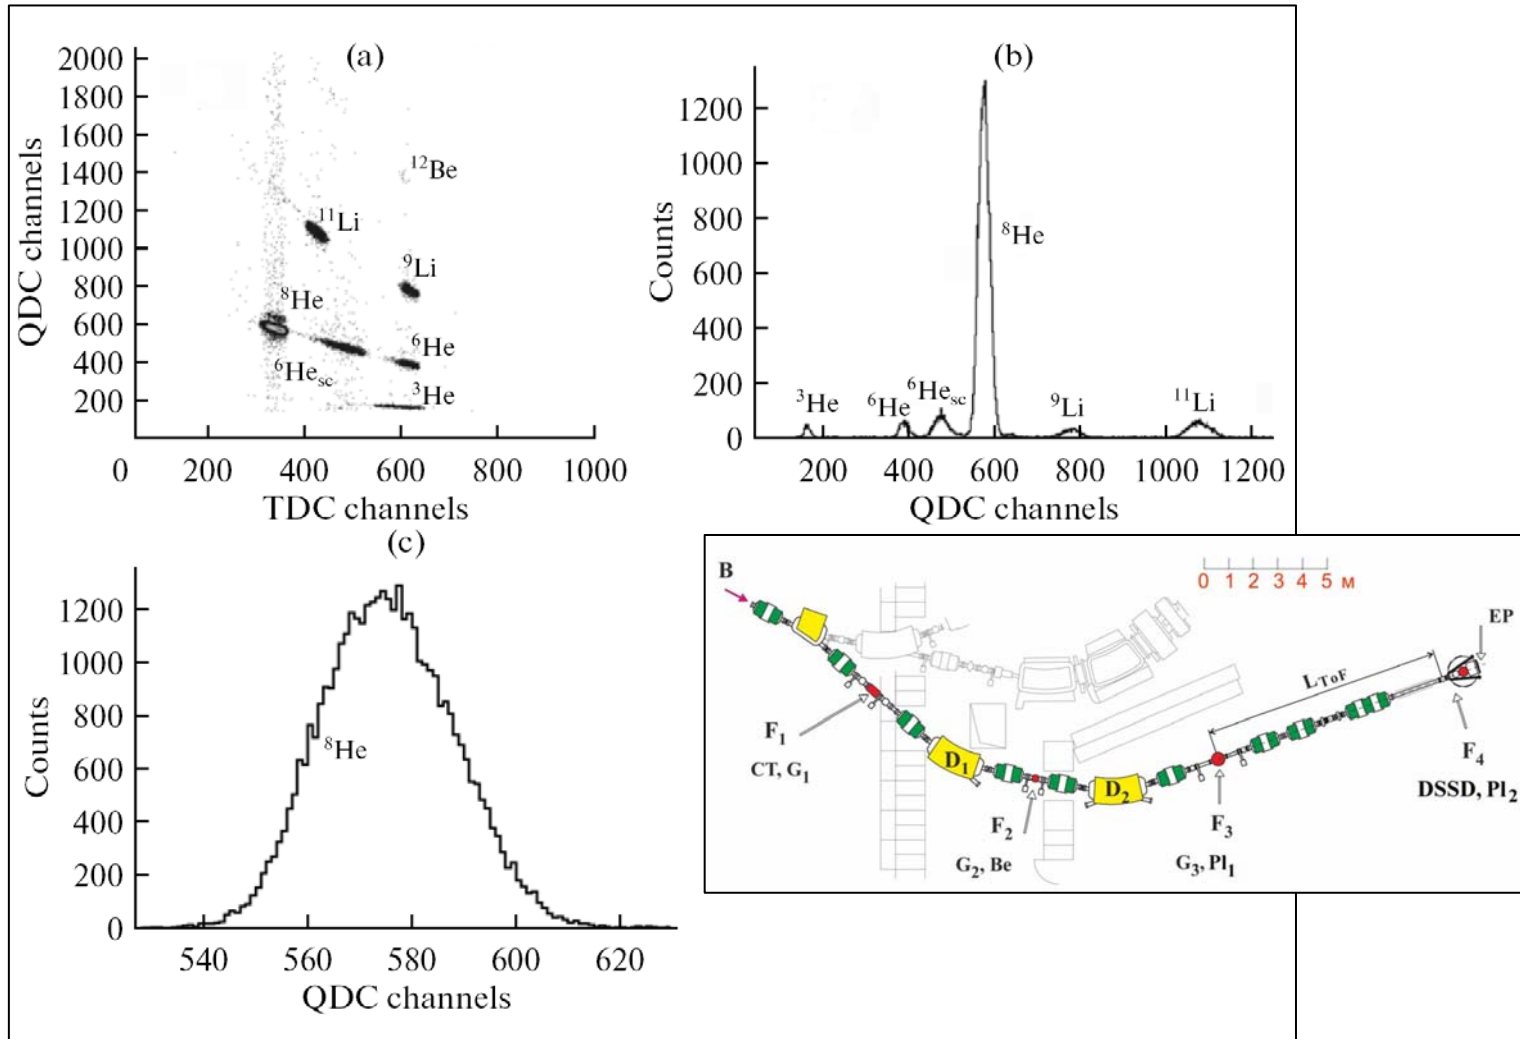 (a)
2000
1800
1600
1400
1200
1000
800
600
400
200
QDC channels
¹²Be
¹¹Li
⁹Li
⁸He
⁶He
⁶Heₛc
³He
0 200 400 600 800 1000
TDC channels
(b)
1200
1000
800
600
400
200
0
Counts
⁸He
³He ⁶He ⁶Heₛc ⁹Li ¹¹Li
200 400 600 800 1000 1200
QDC channels
(c)
1200
1000
800
600
400
200
0
Counts
⁸He
540 560 580 600 620
QDC channels
B
0 1 2 3 4 5 м
EP
LToF
F₁
CT, G₁
D₁
D₂
F₂
G₂, Be
F₃
G₃, Pl₁
F₄
DSSD, Pl₂